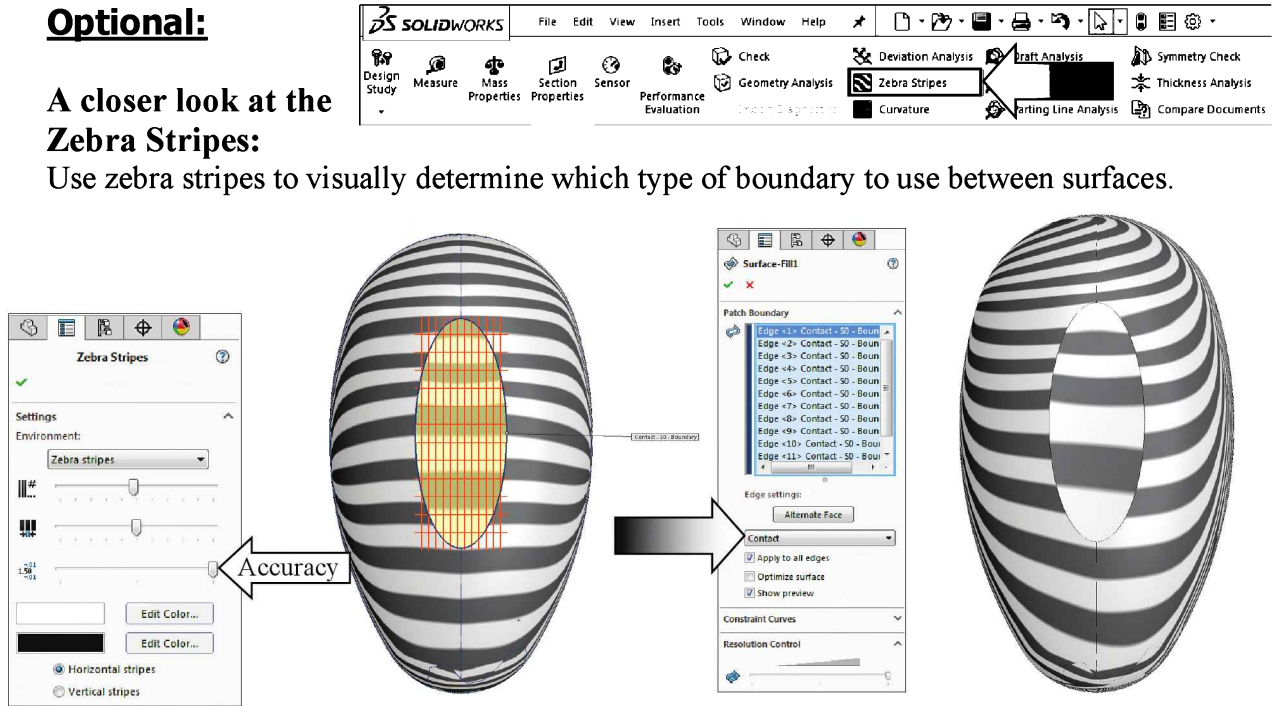 Optional:
A closer look at the
Zebra Stripes:
Use zebra stripes to visually determine which type of boundary to use between surfaces.
SOLIDWORKS
File Edit View Insert Tools Window Help
Design
Study
Measure
Mass
Properties
Section
Properties
Sensor
Performance
Evaluation
Check
Geometry Analysis
Deviation Analysis
Zebra Stripes
Curvature
Draft Analysis
Parting Line Analysis
Symmetry Check
Thickness Analysis
Compare Documents
Zebra Stripes
Settings
Environment:
Zebra stripes
Accuracy
Edit Color...
Edit Color...
Horizontal stripes
Vertical stripes
Contact - S0 - Boundary
Surface-Fill1
Patch Boundary
Edge <1> Contact - S0 - Boun
Edge <2> Contact - S0 - Boun
Edge <3> Contact - S0 - Boun
Edge <4> Contact - S0 - Boun
Edge <5> Contact - S0 - Boun
Edge <6> Contact - S0 - Boun
Edge <7> Contact - S0 - Boun
Edge <8> Contact - S0 - Boun
Edge <9> Contact - S0 - Boun
Edge <10> Contact - S0 - Bou
Edge <11> Contact - S0 - Bou
Edge settings:
Alternate Face
Contact
Apply to all edges
Optimize surface
Show preview
Constraint Curves
Resolution Control